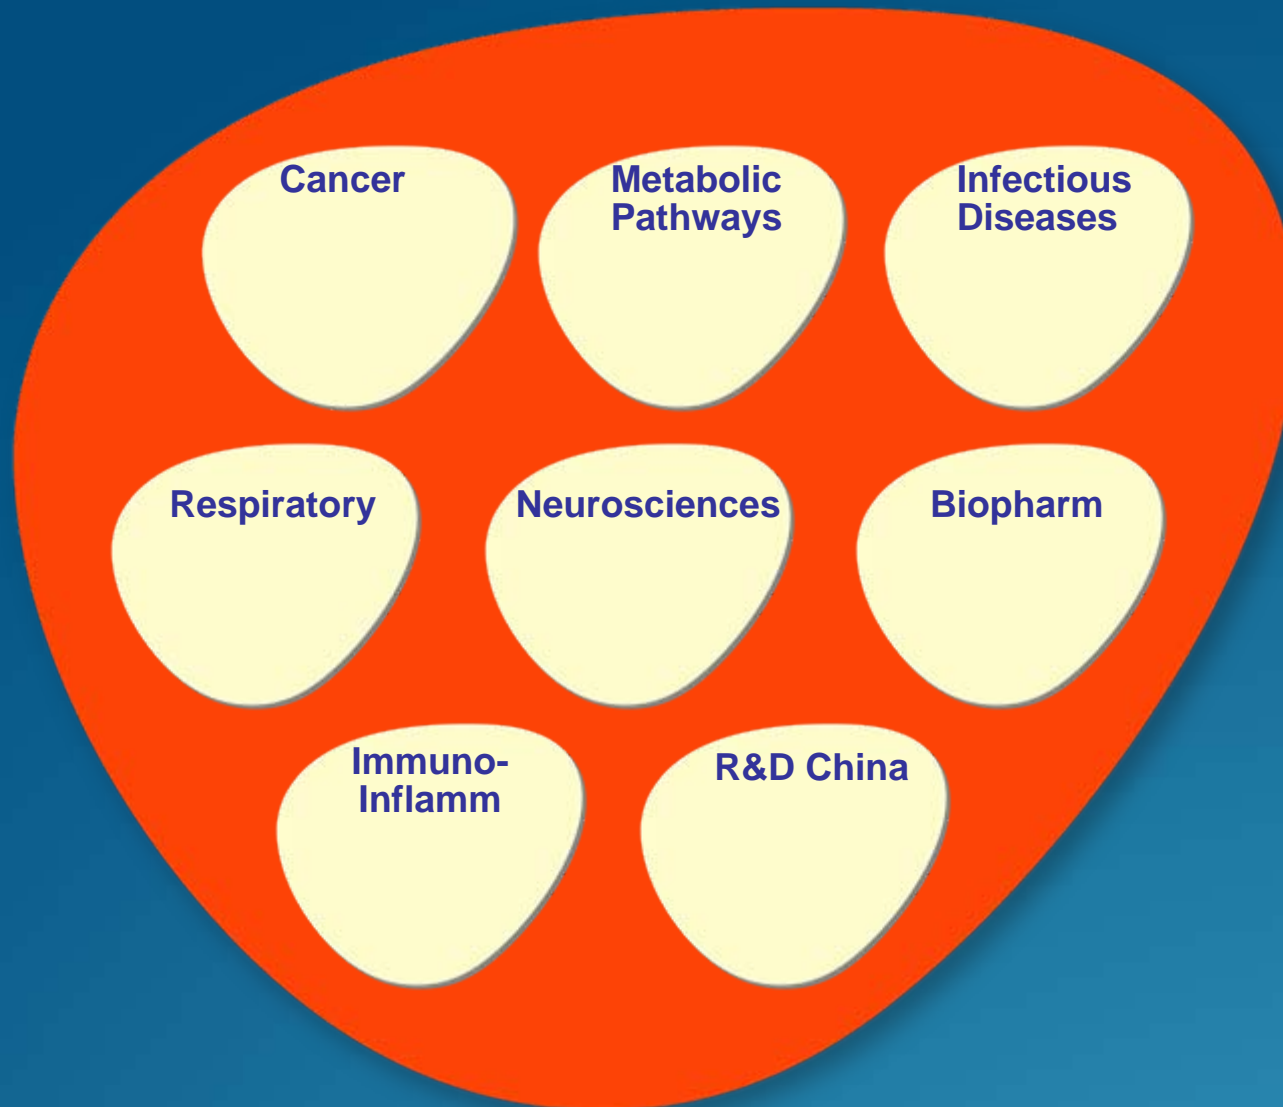 Cancer
Metabolic
Pathways
Infectious
Diseases
Respiratory
Neurosciences
Biopharm
Immuno-
Inflamm
R&D China